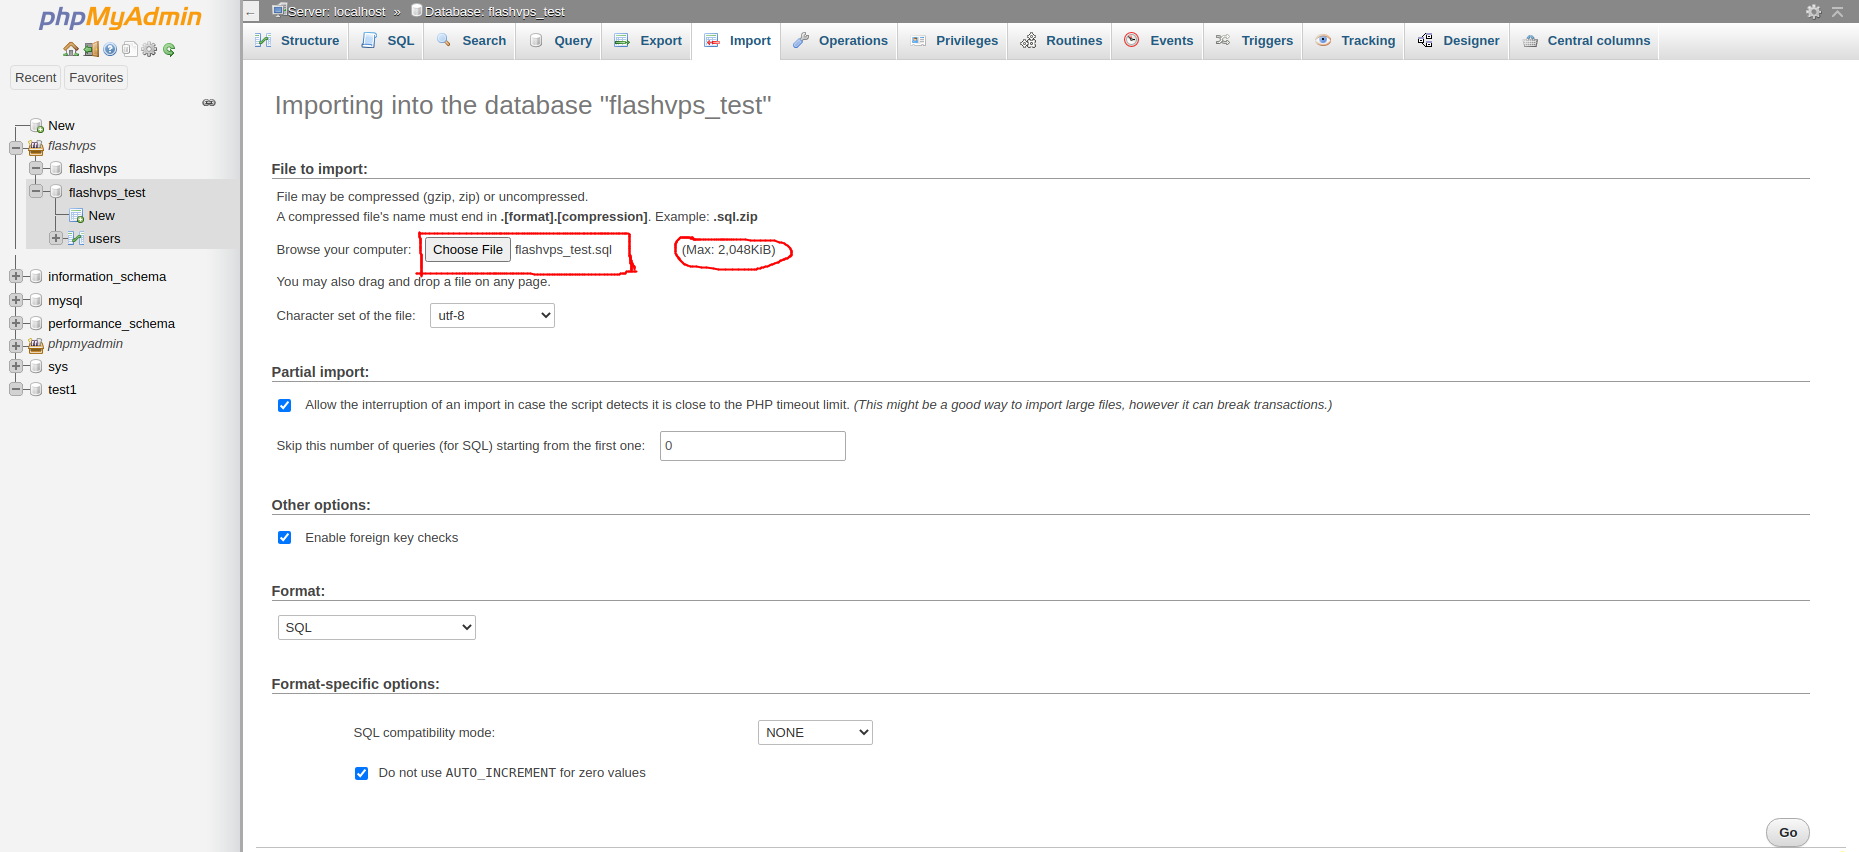 phpMyAdmin
Recent Favorites
New
flashvps
flashvps
flashvps_test
New
users
information_schema
mysql
performance_schema
phpmyadmin
sys
test1
Server: localhost » Database: flashvps_test
Structure SQL Search Query Export Import Operations Privileges Routines Events Triggers Tracking Designer Central columns
Importing into the database "flashvps_test"
File to import:
File may be compressed (gzip, zip) or uncompressed.
A compressed file's name must end in .[format].[compression]. Example: .sql.zip
Browse your computer: Choose File flashvps_test.sql (Max: 2,048KiB)
You may also drag and drop a file on any page.
Character set of the file: utf-8
Partial import:
Allow the interruption of an import in case the script detects it is close to the PHP timeout limit. (This might be a good way to import large files, however it can break transactions.)
Skip this number of queries (for SQL) starting from the first one: 0
Other options:
Enable foreign key checks
Format:
SQL
Format-specific options:
SQL compatibility mode: NONE
Do not use AUTO_INCREMENT for zero values
Go